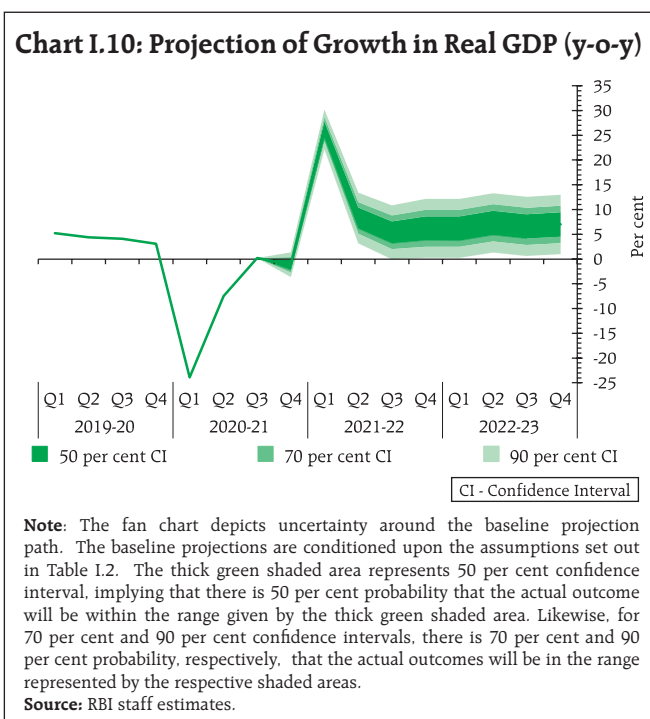 Chart I.10: Projection of Growth in Real GDP (y-o-y)
35
30
25
20
15
10
5
0
-5
-10
-15
-20
-25
Per cent
Q1 Q2 Q3 Q4 Q1 Q2 Q3 Q4 Q1 Q2 Q3 Q4 Q1 Q2 Q3 Q4
2019-20 2020-21 2021-22 2022-23
50 per cent CI 70 per cent CI 90 per cent CI
CI - Confidence Interval
Note: The fan chart depicts uncertainty around the baseline projection
path. The baseline projections are conditioned upon the assumptions set out
in Table I.2. The thick green shaded area represents 50 per cent confidence
interval, implying that there is 50 per cent probability that the actual outcome
will be within the range given by the thick green shaded area. Likewise, for
70 per cent and 90 per cent confidence intervals, there is 70 per cent and 90
per cent probability, respectively, that the actual outcomes will be in the range
represented by the respective shaded areas.
Source: RBI staff estimates.